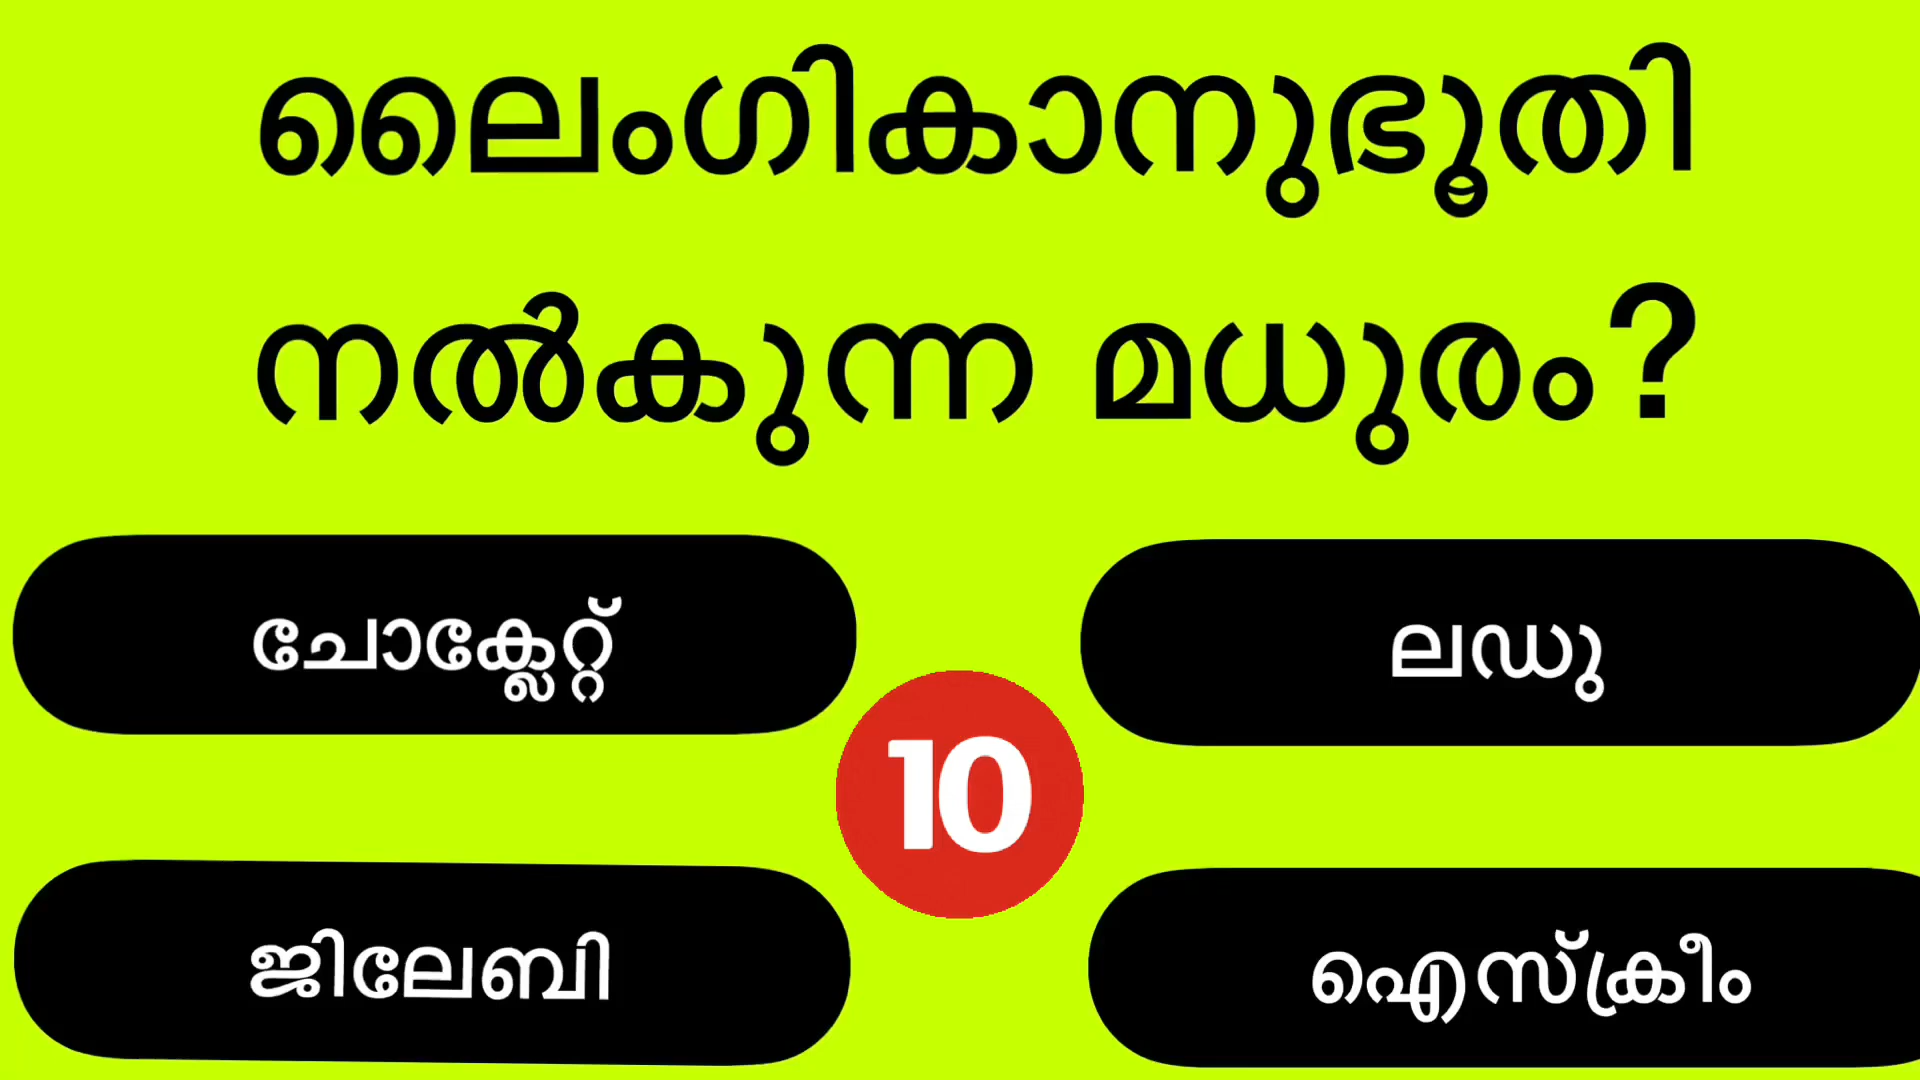 ലൈംഗികാനുഭൂതി
നൽകുന്ന മധുരം?
ചോക്ലേറ്റ്
ലഡു
10
ജിലേബി
ഐസ്ക്രീം